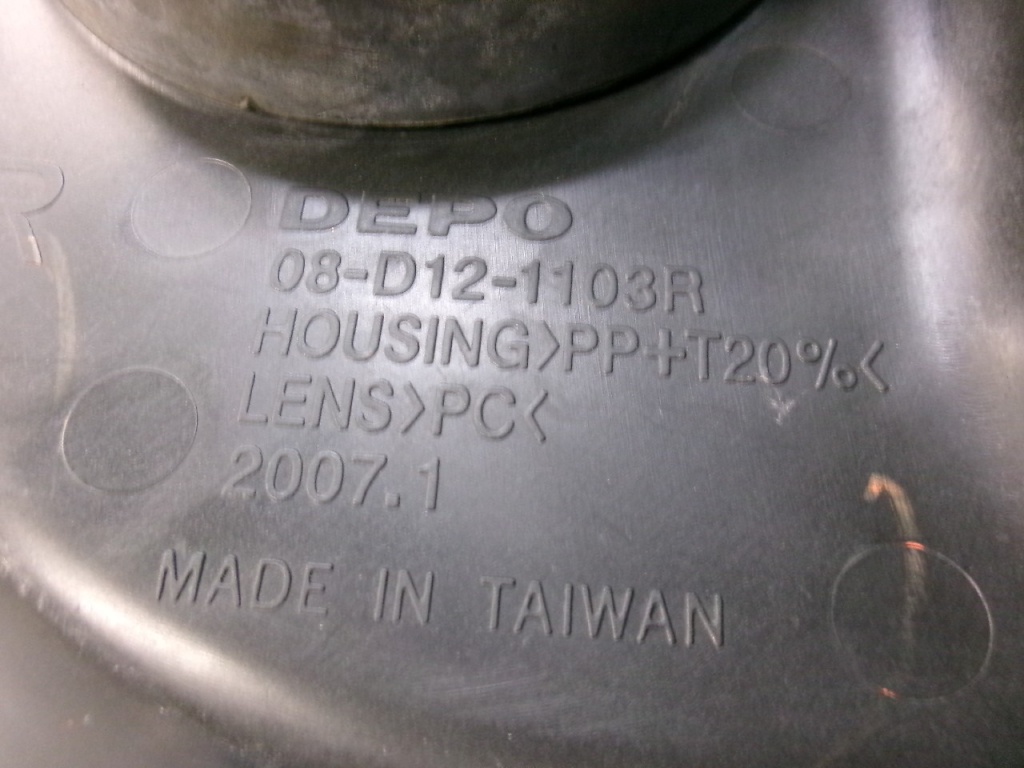 R
DEPO
08-D12-1103R
HOUSING>PP+T20%<
LENS>PC<
2007.1
MADE IN TAIWAN